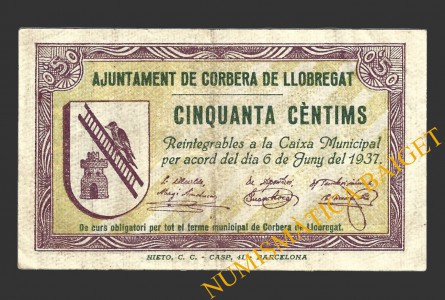 0'50
0'50
AJUNTAMENT DE CORBERA DE LLOBREGAT
CINQUANTA CÈNTIMS
Reintegrables a la Caixa Municipal
per acord del dia 6 de Juny del 1937.
De curs obligatori per tot el terme municipal de Corbera de Llobregat.
NIETO, C. C. - CASP, - BARCELONA
NUMISMÀTICA BAIGET